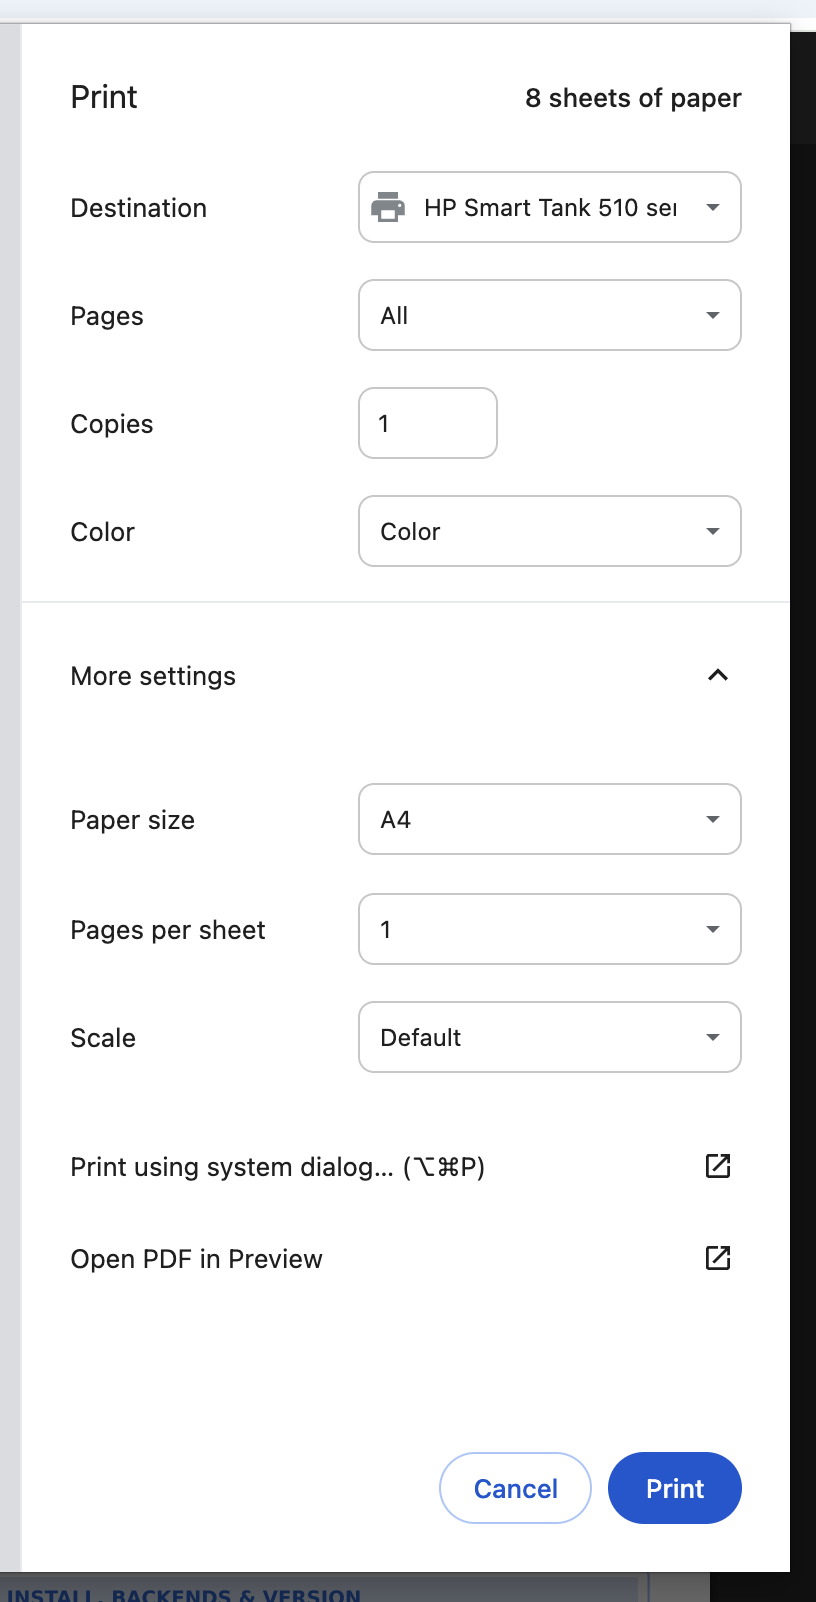 Print
8 sheets of paper
Destination
HP Smart Tank 510 ser
Pages
All
Copies
1
Color
Color
More settings
Paper size
A4
Pages per sheet
1
Scale
Default
Print using system dialog... (⌥⌘P)
Open PDF in Preview
Cancel
Print
INSTALL, BACKENDS & VERSION